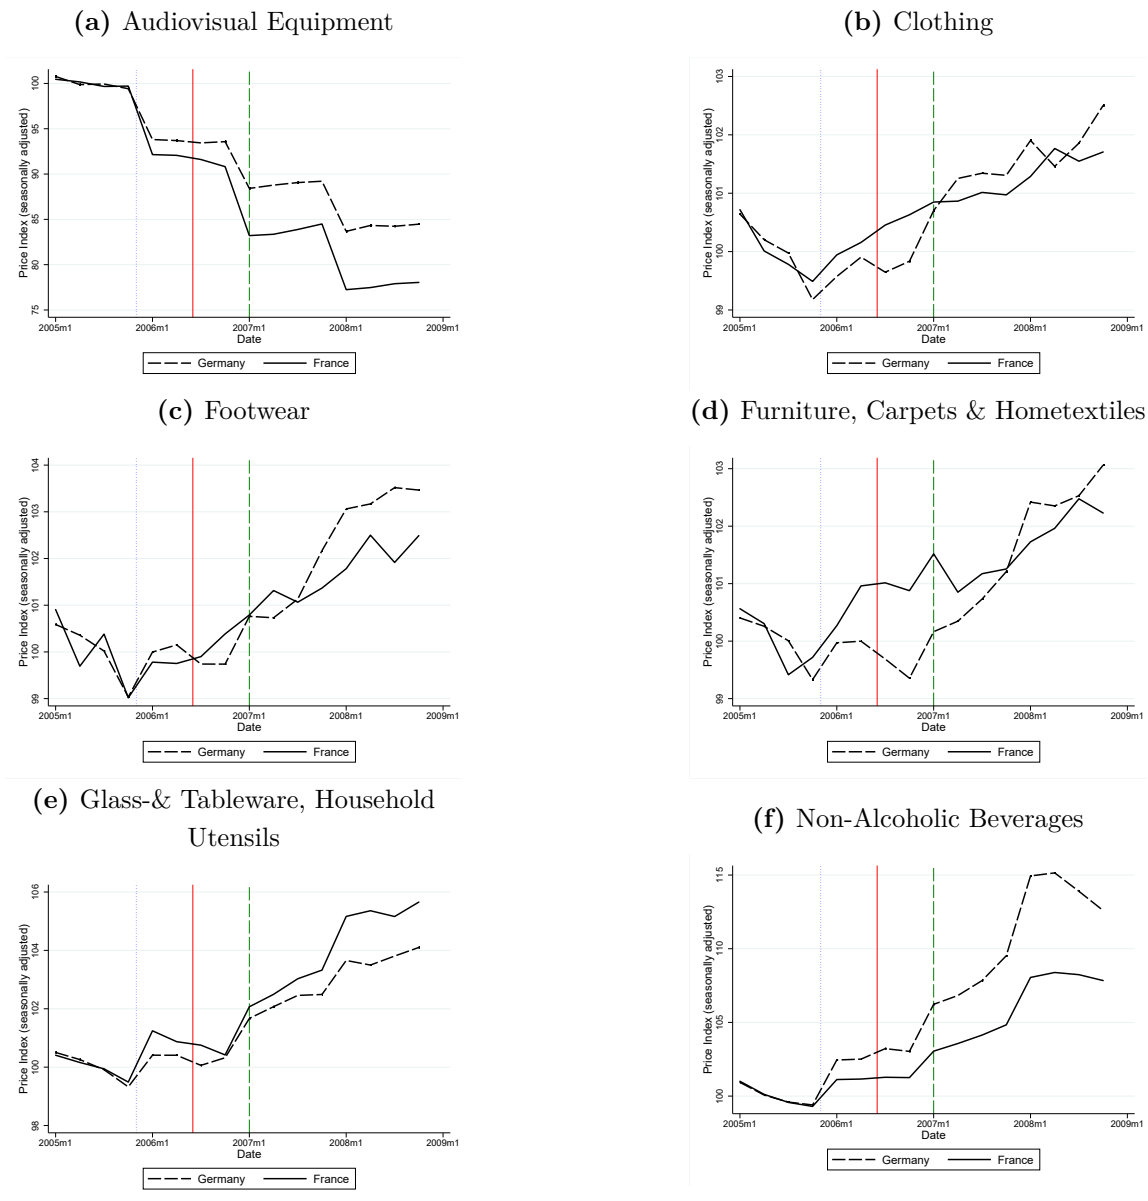 (a) Audiovisual Equipment
Price Index (seasonally adjusted)
100
95
90
85
80
75
2005m1 2006m1 2007m1 2008m1 2009m1
Date
Germany France
(b) Clothing
Price Index (seasonally adjusted)
103
102
101
100
99
2005m1 2006m1 2007m1 2008m1 2009m1
Date
Germany France
(c) Footwear
Price Index (seasonally adjusted)
104
103
102
101
100
99
2005m1 2006m1 2007m1 2008m1 2009m1
Date
Germany France
(d) Furniture, Carpets & Hometextiles
Price Index (seasonally adjusted)
103
102
101
100
99
2005m1 2006m1 2007m1 2008m1 2009m1
Date
Germany France
(e) Glass-& Tableware, Household
Utensils
Price Index (seasonally adjusted)
106
104
102
100
98
2005m1 2006m1 2007m1 2008m1 2009m1
Date
Germany France
(f) Non-Alcoholic Beverages
Price Index (seasonally adjusted)
115
110
105
100
2005m1 2006m1 2007m1 2008m1 2009m1
Date
Germany France